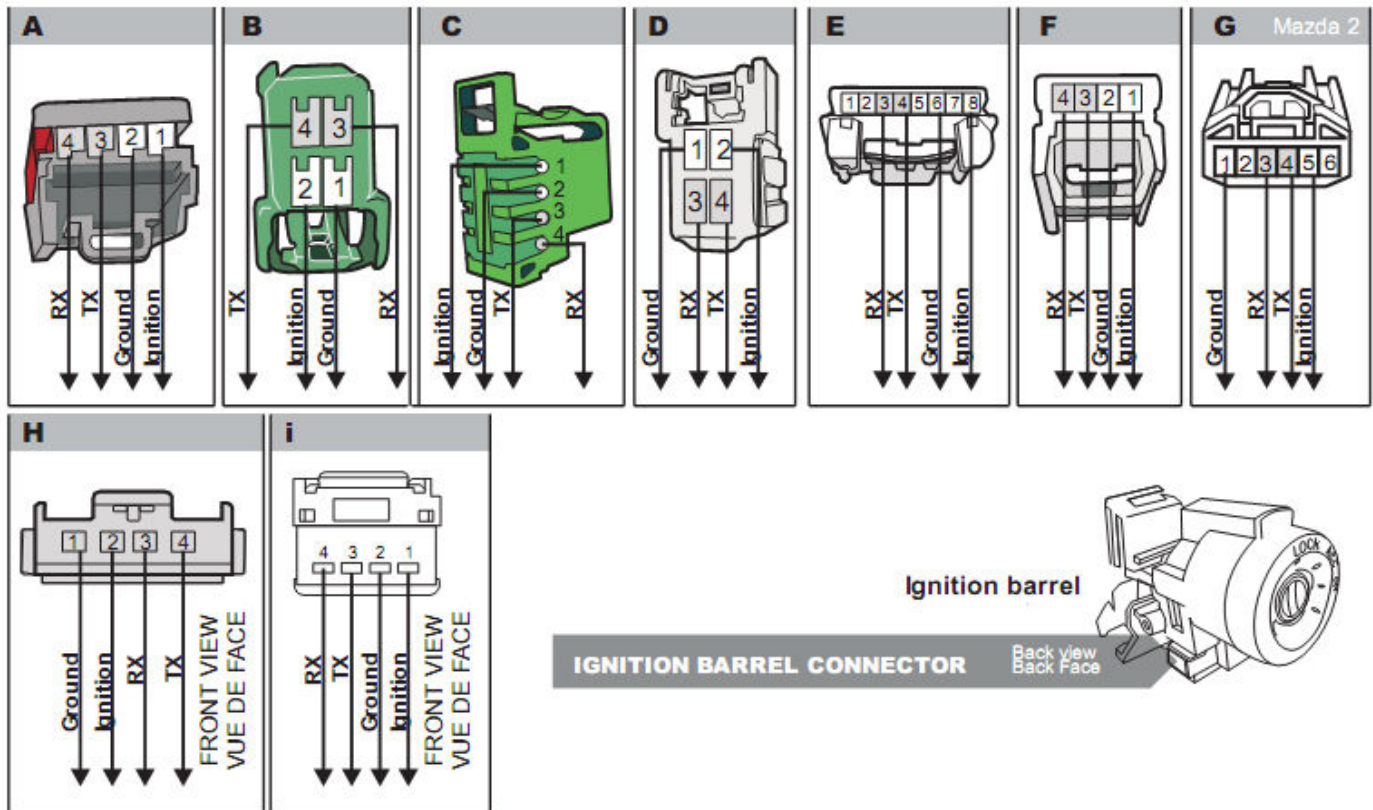 A
4 3 2 1
RX
TX
Ground
Ignition
B
4 3
2 1
TX
Ignition
Ground
RX
C
1
2
3
4
Ignition
Ground
TX
RX
D
1 2
3 4
Ground
RX
TX
Ignition
E
1 2 3 4 5 6 7 8
RX
TX
Ground
Ignition
F
4 3 2 1
RX
TX
Ground
Ignition
G Mazda 2
1 2 3 4 5 6
Ground
RX
TX
Ignition
H
1 2 3 4
Ground
Ignition
RX
TX
FRONT VIEW
VUE DE FACE
i
4 3 2 1
RX
TX
Ground
Ignition
FRONT VIEW
VUE DE FACE
Ignition barrel
LOCK
IGNITION BARREL CONNECTOR
Back view
Back Face